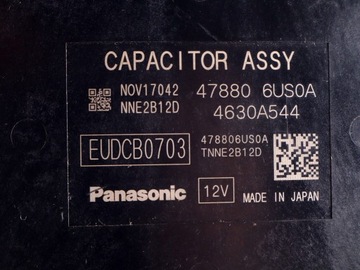 CAPACITOR ASSY
NOV17042 47880 6US0A
NNE2B12D 4630A544
EUDCB0703 478806US0A
TNNE2B12D
Panasonic 12V MADE IN JAPAN